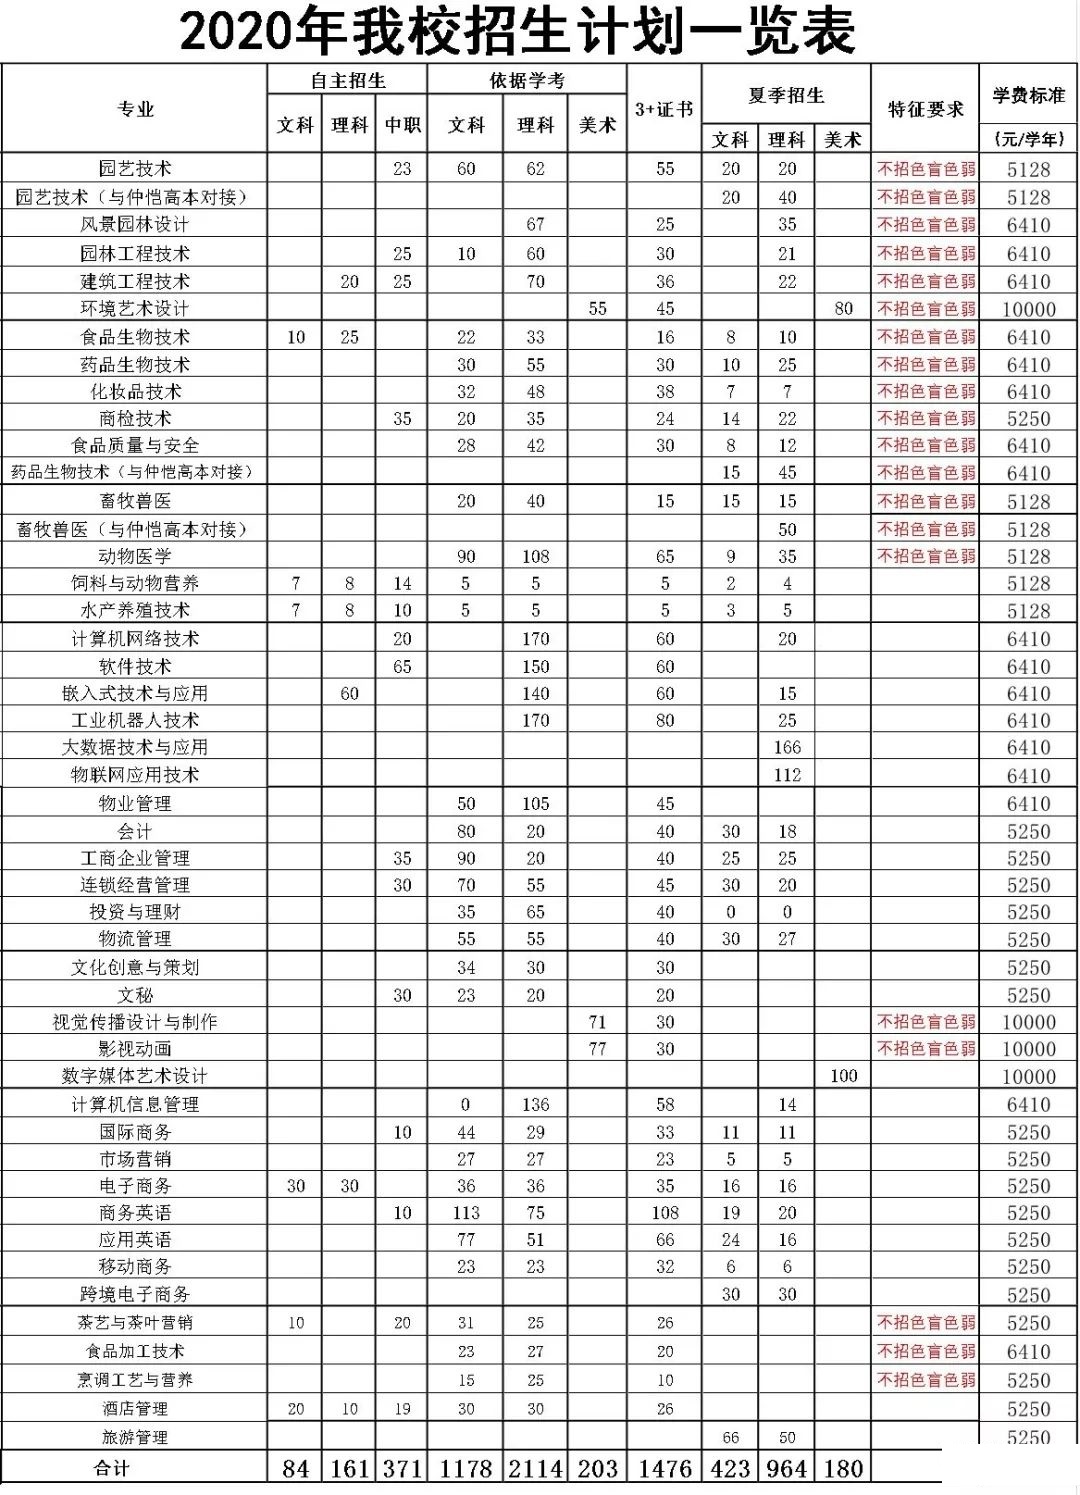 2020年我校招生计划一览表
专业 自主招生 依据学考 3+证书 夏季招生 特征要求 学费标准
文科 理科 中职 文科 理科 美术 文科 理科 美术 (元/学年)
园艺技术 23 60 62 55 20 20 不招色盲色弱 5128
园艺技术（与仲恺高本对接） 20 40 不招色盲色弱 5128
风景园林设计 67 25 35 不招色盲色弱 6410
园林工程技术 25 10 60 30 21 不招色盲色弱 6410
建筑工程技术 20 25 70 36 22 不招色盲色弱 6410
环境艺术设计 55 45 80 不招色盲色弱 10000
食品生物技术 10 25 22 33 16 8 10 不招色盲色弱 6410
药品生物技术 30 55 30 10 25 不招色盲色弱 6410
化妆品技术 32 48 38 7 7 不招色盲色弱 6410
商检技术 35 20 35 24 14 22 不招色盲色弱 5250
食品质量与安全 28 42 30 8 12 不招色盲色弱 6410
药品生物技术（与仲恺高本对接） 15 45 不招色盲色弱 6410
畜牧兽医 20 40 15 15 15 不招色盲色弱 5128
畜牧兽医（与仲恺高本对接） 50 不招色盲色弱 5128
动物医学 90 108 65 9 35 不招色盲色弱 5128
饲料与动物营养 7 8 14 5 5 5 2 4 5128
水产养殖技术 7 8 10 5 5 5 3 5 5128
计算机网络技术 20 170 60 20 6410
软件技术 65 150 60 6410
嵌入式技术与应用 60 140 60 15 6410
工业机器人技术 170 80 25 6410
大数据技术与应用 166 6410
物联网应用技术 112 6410
物业管理 50 105 45 6410
会计 80 20 40 30 18 5250
工商企业管理 35 90 20 40 25 25 5250
连锁经营管理 30 70 55 45 30 20 5250
投资与理财 35 65 40 0 0 5250
物流管理 55 55 40 30 27 5250
文化创意与策划 34 30 30 5250
文秘 30 23 20 20 5250
视觉传播设计与制作 71 30 不招色盲色弱 10000
影视动画 77 30 不招色盲色弱 10000
数字媒体艺术设计 100 10000
计算机信息管理 0 136 58 14 6410
国际商务 10 44 29 33 11 11 5250
市场营销 27 27 23 5 5 5250
电子商务 30 30 36 36 35 16 16 5250
商务英语 10 113 75 108 19 20 5250
应用英语 77 51 66 24 16 5250
移动商务 23 23 32 6 6 5250
跨境电子商务 30 30 5250
茶艺与茶叶营销 10 20 31 25 26 不招色盲色弱 5250
食品加工技术 23 27 20 不招色盲色弱 6410
烹调工艺与营养 15 25 10 不招色盲色弱 5250
酒店管理 20 10 19 30 30 26 5250
旅游管理 66 50 5250
合计 84 161 371 1178 2114 203 1476 423 964 180